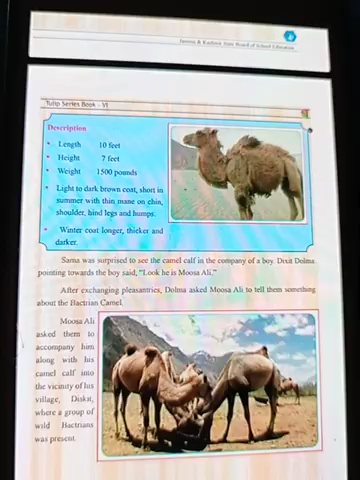 Jammu & Kashmir State Board of School Education
Tulip Series Book - VI
Description
• Length 10 feet
• Height 7 feet
• Weight 1500 pounds
• Light to dark brown coat, short in
summer with thin mane on chin,
shoulder, hind legs and humps.
• Winter coat longer, thicker and
darker.
Sama was surprised to see the camel calf in the company of a boy. Dixit Dolma
pointing towards the boy said, "Look he is Moosa Ali."
After exchanging pleasantries, Dolma asked Moosa Ali to tell them something
about the Bactrian Camel.
Moosa Ali
asked them to
accompany him
along with his
camel calf into
the vicinity of his
village, Diskit,
where a group of
wild Bactrians
was present.